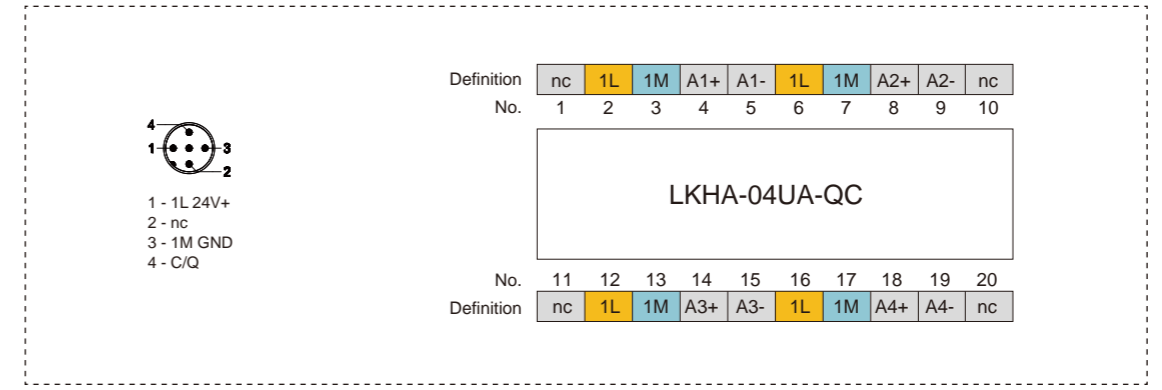 Definition nc 1L 1M A1+ A1- 1L 1M A2+ A2- nc
No. 1 2 3 4 5 6 7 8 9 10
4
1 3
2
1 - 1L 24V+
2 - nc
3 - 1M GND
4 - C/Q
LKHA-04UA-QC
No. 11 12 13 14 15 16 17 18 19 20
Definition nc 1L 1M A3+ A3- 1L 1M A4+ A4- nc